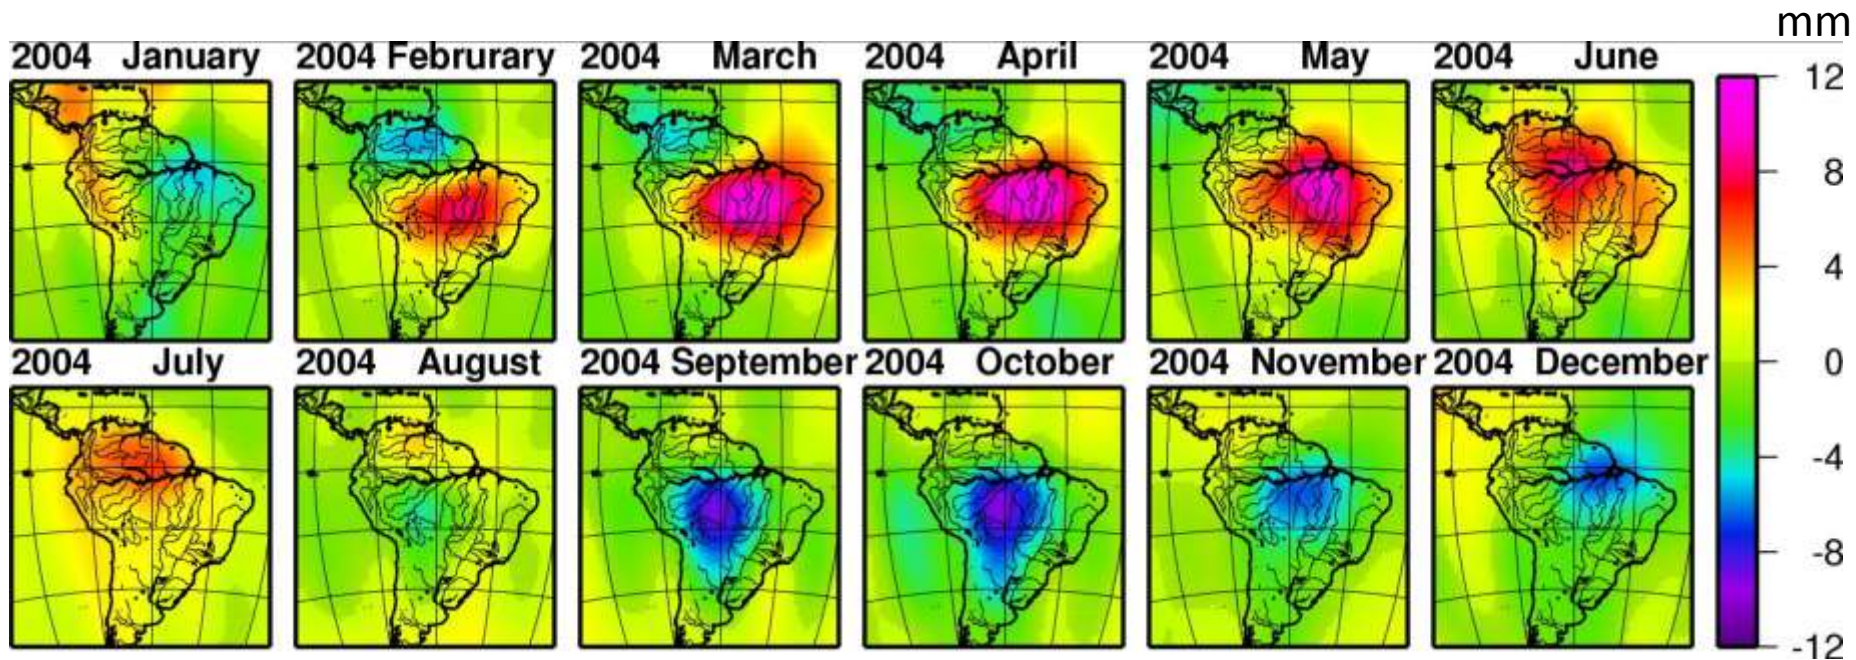 mm
2004 January
2004 Februrary
2004 March
2004 April
2004 May
2004 June
12
8
4
0
-4
-8
-12
2004 July
2004 August
2004 September
2004 October
2004 November
2004 December